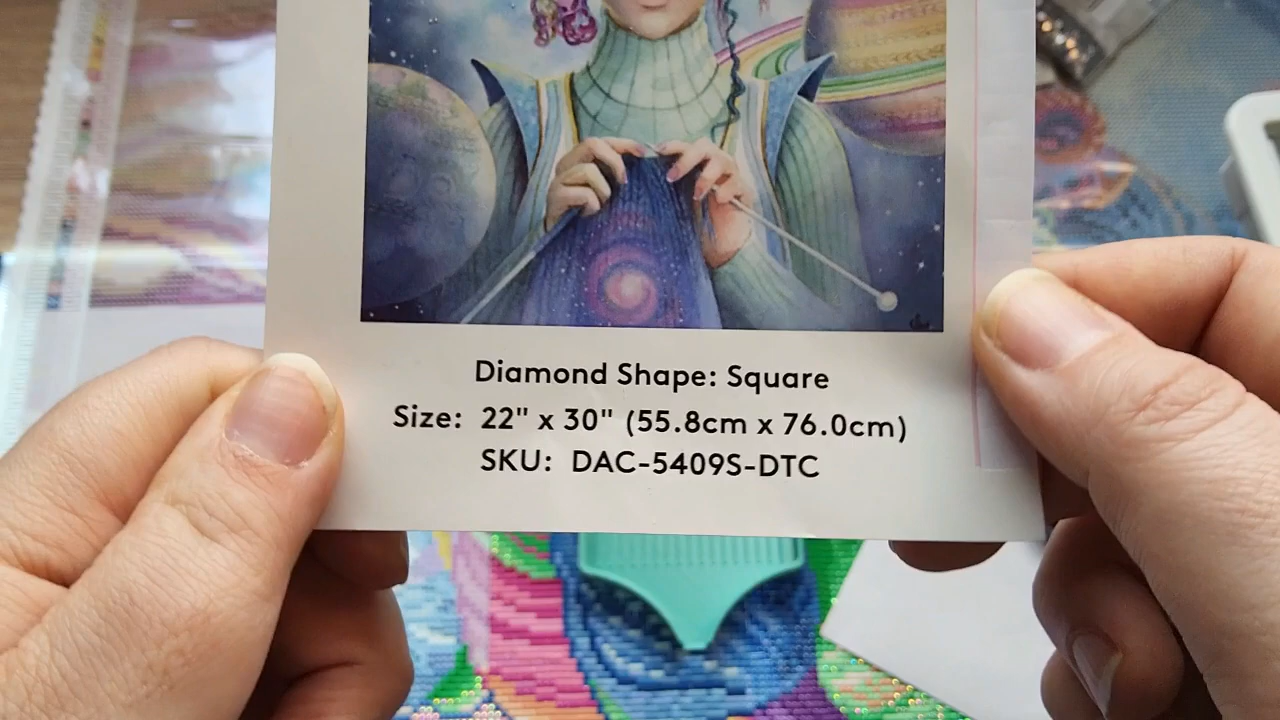 Diamond Shape: Square
Size: 22" x 30" (55.8cm x 76.0cm)
SKU: DAC-5409S-DTC